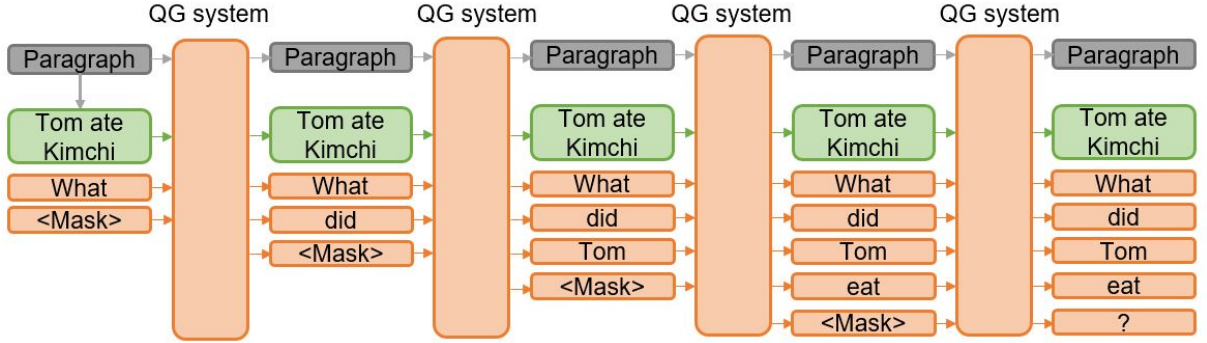 QG system
QG system
QG system
QG system
Paragraph
Paragraph
Paragraph
Paragraph
Paragraph
Tom ate
Kimchi
Tom ate
Kimchi
Tom ate
Kimchi
Tom ate
Kimchi
Tom ate
Kimchi
What
What
What
What
What
<Mask>
did
did
did
did
<Mask>
Tom
Tom
Tom
<Mask>
eat
eat
<Mask>
?